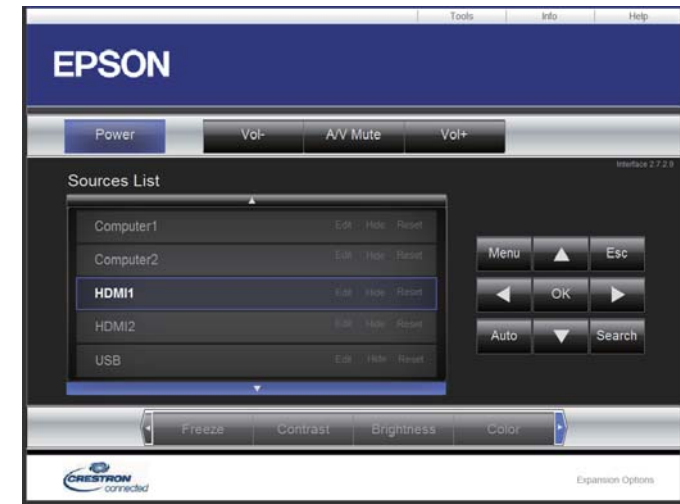 Tools Info Help
EPSON
Power Vol- A/V Mute Vol+
Interface 2.7.2.9
Sources List
Computer1 Edit Hide Reset
Computer2 Edit Hide Reset
HDMI1 Edit Hide Reset
HDMI2 Edit Hide Reset
USB Edit Hide Reset
Menu Esc
OK
Auto Search
Freeze Contrast Brightness Color
CRESTRON
connected
Expansion Options